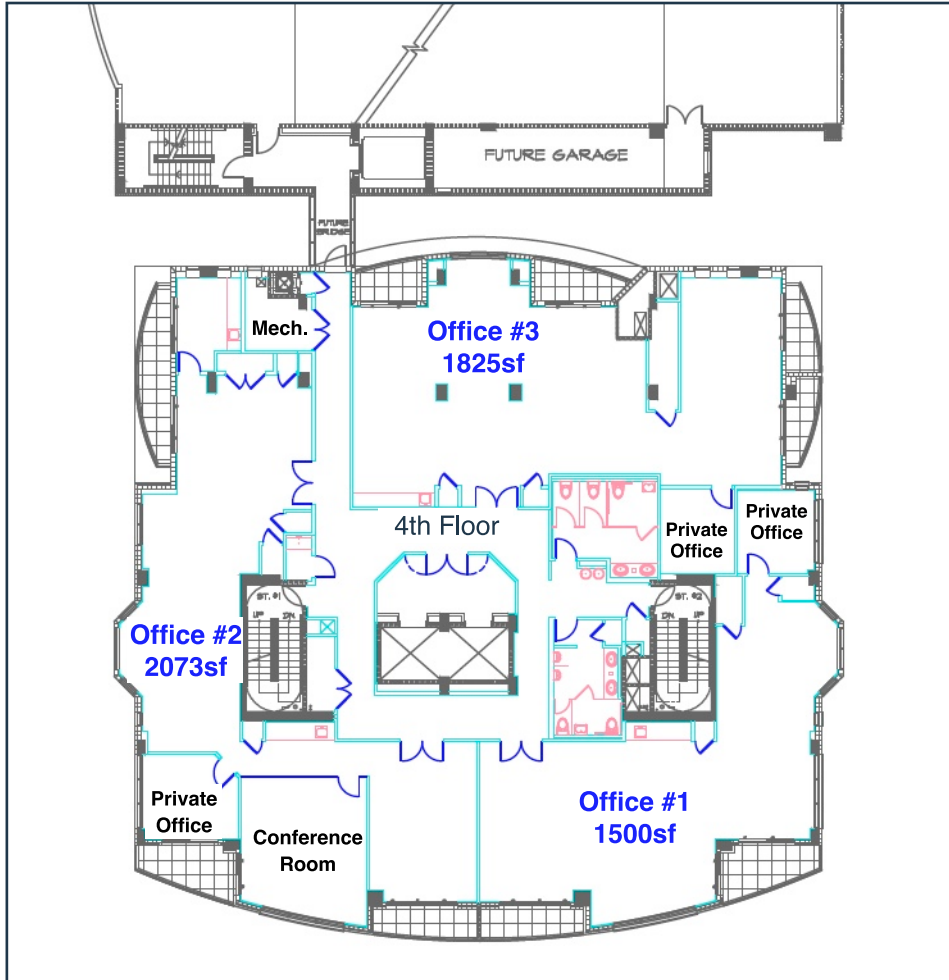 FUTURE GARAGE
FUTURE
BRIDGE
Mech.
Office #3
1825sf
4th Floor
Private
Office
Private
Office
ST. #1
UP DN.
ST. #2
DN. UP
Office #2
2073sf
Private
Office
Conference
Room
Office #1
1500sf